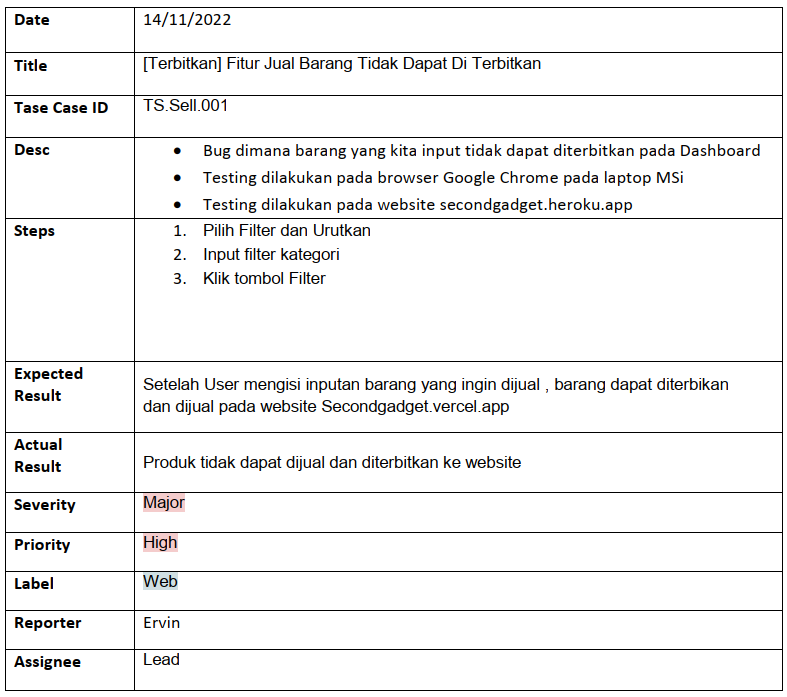 Date 14/11/2022
Title [Terbitkan] Fitur Jual Barang Tidak Dapat Di Terbitkan
Tase Case ID TS.Sell.001
Desc • Bug dimana barang yang kita input tidak dapat diterbitkan pada Dashboard
• Testing dilakukan pada browser Google Chrome pada laptop MSi
• Testing dilakukan pada website secondgadget.heroku.app
Steps 1. Pilih Filter dan Urutkan
2. Input filter kategori
3. Klik tombol Filter
Expected
Result
Setelah User mengisi inputan barang yang ingin dijual , barang dapat diterbikan
dan dijual pada website Secondgadget.vercel.app
Actual
Result
Produk tidak dapat dijual dan diterbitkan ke website
Severity Major
Priority High
Label Web
Reporter Ervin
Assignee Lead